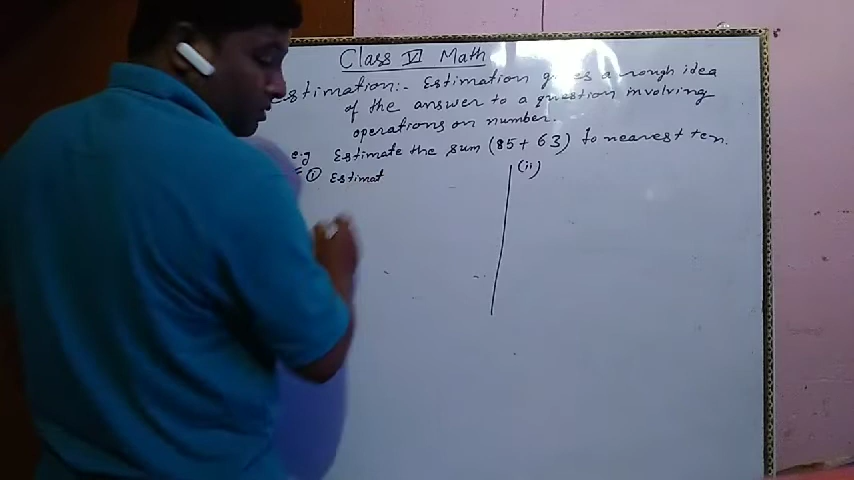 Class VI Math
Estimation:- Estimation gives a rough idea
of the answer to a question involving
operations on number.
e.g Estimate the sum (85+63) to nearest ten.
① Estimat
(ii)